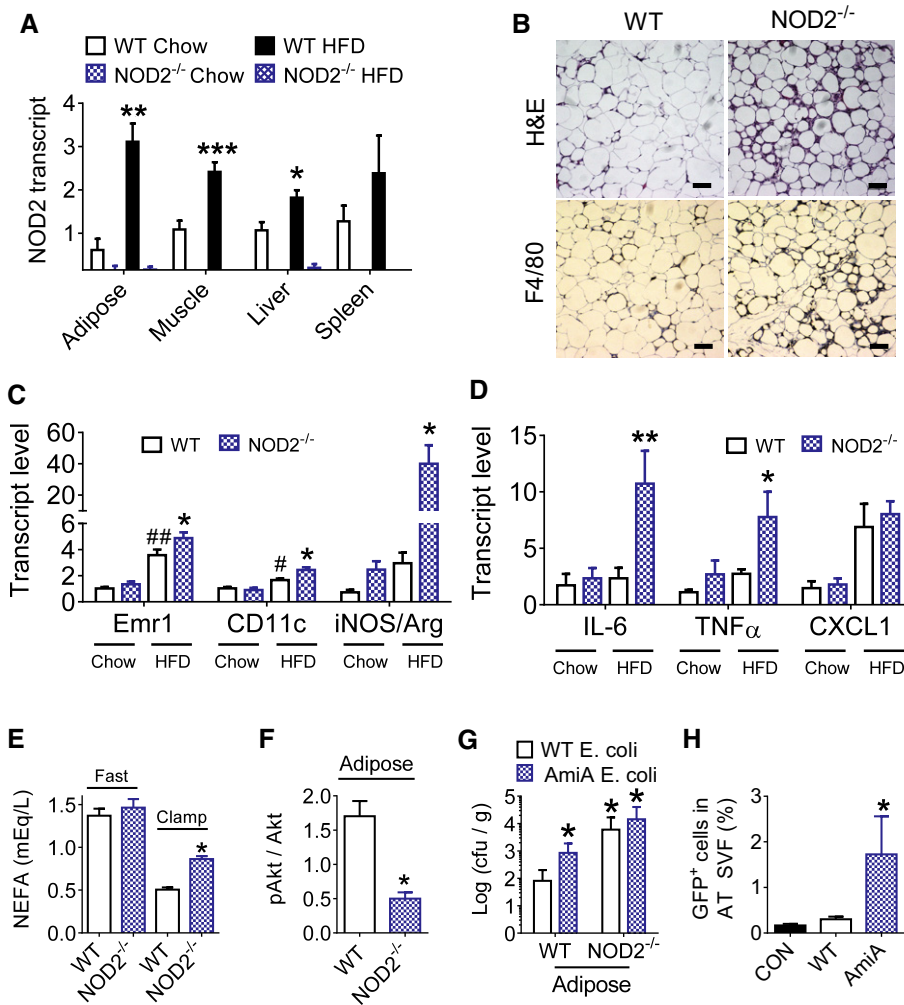 A
WT Chow
WT HFD
NOD2-/- Chow
NOD2-/- HFD
NOD2 transcript
4
3
2
1
**
***
*
Adipose
Muscle
Liver
Spleen
B
WT
NOD2-/-
H&E
F4/80
C
WT
NOD2-/-
Transcript level
60
40
20
6
4
2
0
##
*
#
*
*
Emr1
CD11c
iNOS/Arg
Chow
HFD
Chow
HFD
Chow
HFD
D
WT
NOD2-/-
Transcript level
15
10
5
0
**
*
IL-6
TNFα
CXCL1
Chow
HFD
Chow
HFD
Chow
HFD
E
NEFA (mEq/L)
Fast
Clamp
1.5
1.0
0.5
0.0
*
WT
NOD2-/-
WT
NOD2-/-
F
Adipose
pAkt / Akt
2.0
1.5
1.0
0.5
0.0
*
WT
NOD2-/-
G
WT E. coli
AmiA E. coli
Log (cfu / g)
5
4
3
2
1
0
*
*
*
WT
NOD2-/-
Adipose
H
GFP+ cells in
AT SVF (%)
3
2
1
0
*
CON
WT
AmiA